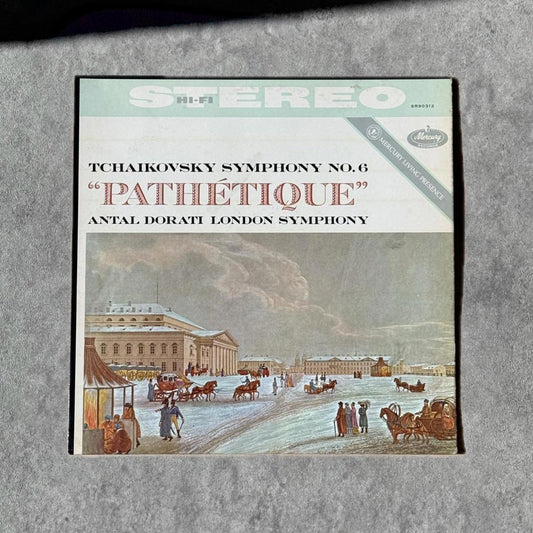 STEREO
HI-FI
SR90312
Mercury
MERCURY LIVING PRESENCE
TCHAIKOVSKY SYMPHONY NO. 6
“PATHÉTIQUE”
ANTAL DORATI LONDON SYMPHONY